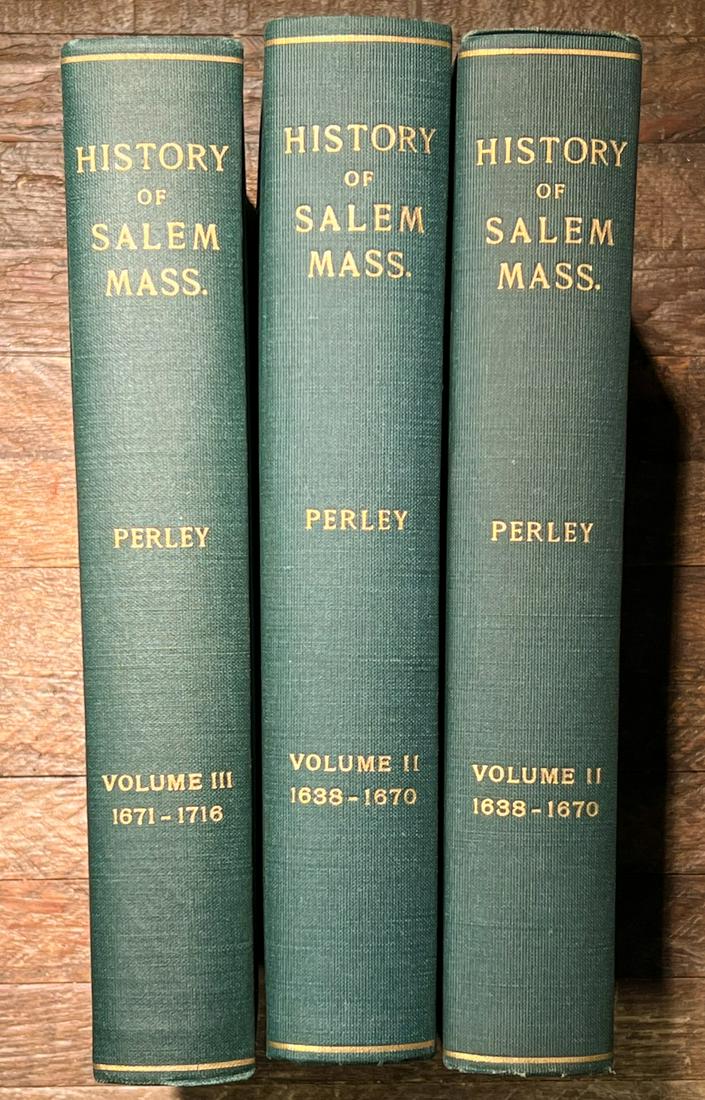 HISTORY
OF
SALEM
MASS.
PERLEY
VOLUME III
1671-1716
HISTORY
OF
SALEM
MASS.
PERLEY
VOLUME II
1638-1670
HISTORY
OF
SALEM
MASS.
PERLEY
VOLUME II
1638-1670